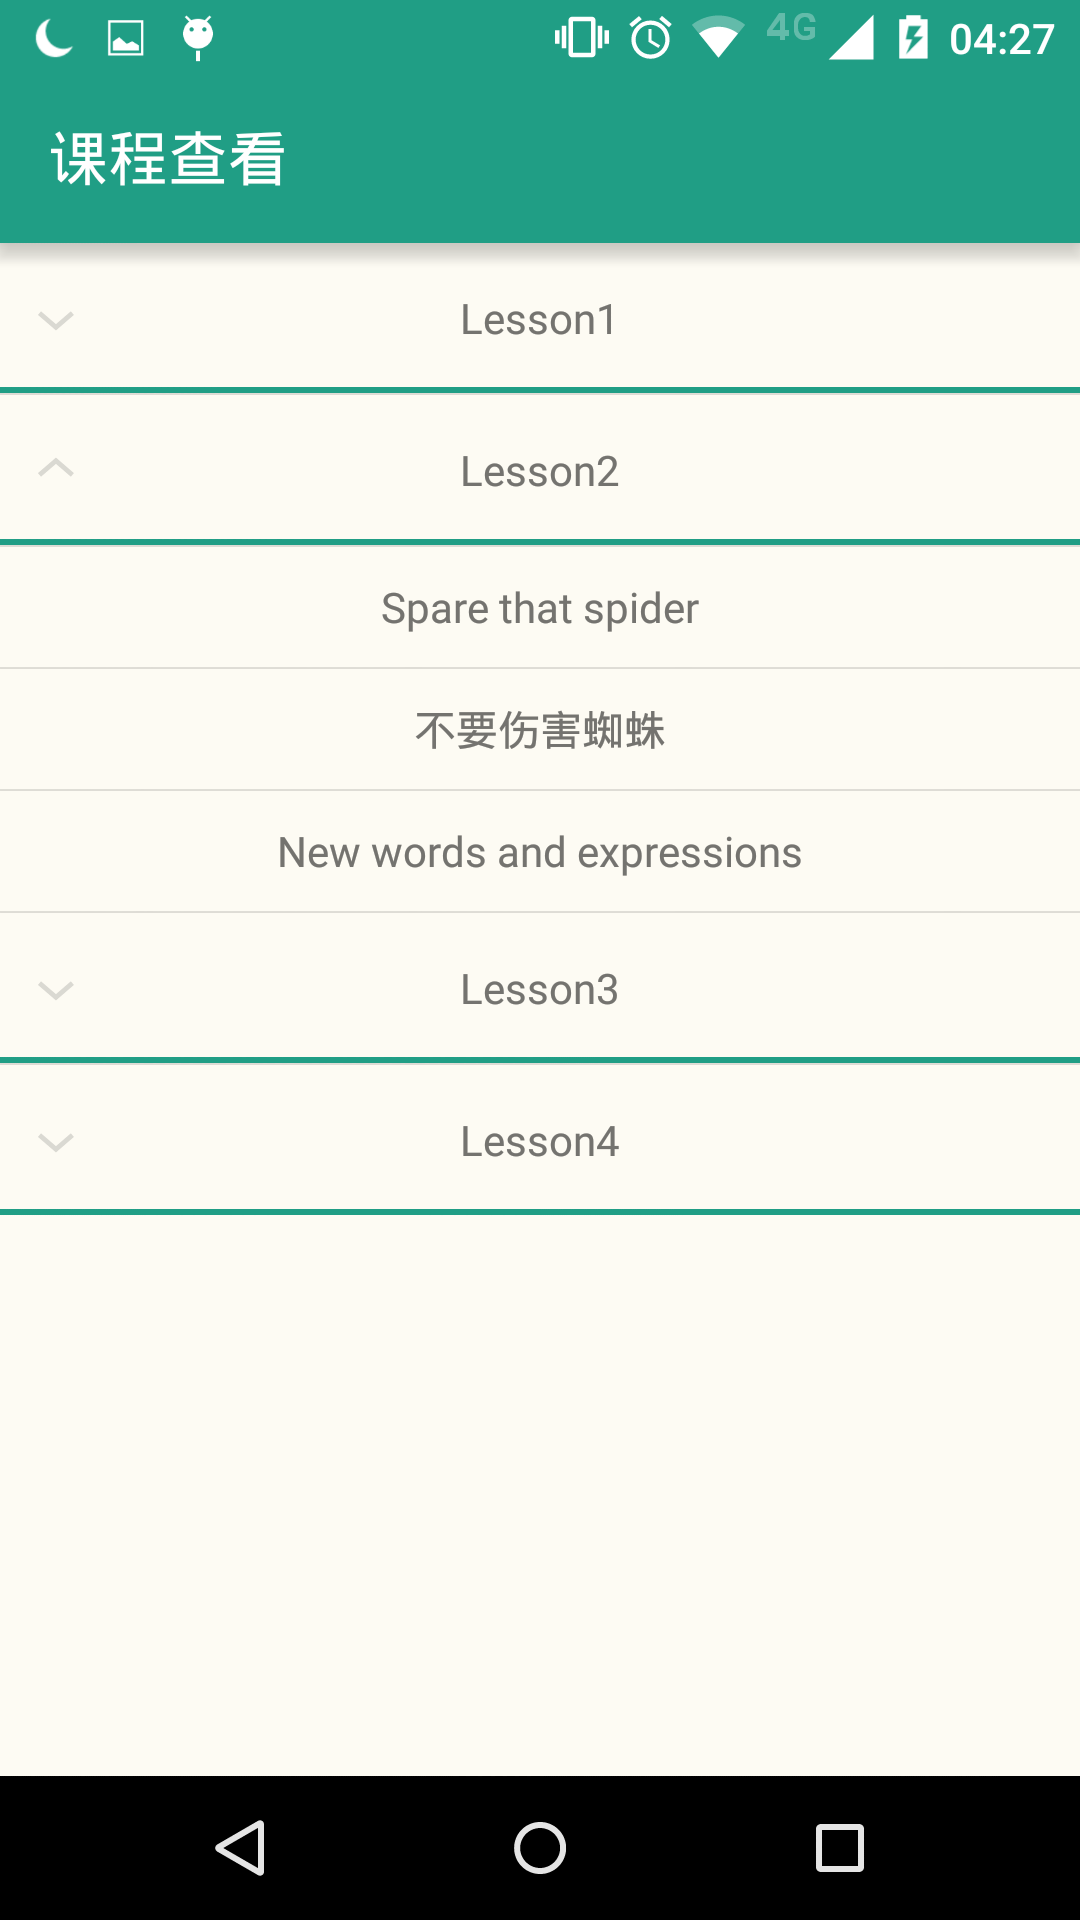 4G 04:27
课程查看
Lesson1
Lesson2
Spare that spider
不要伤害蜘蛛
New words and expressions
Lesson3
Lesson4